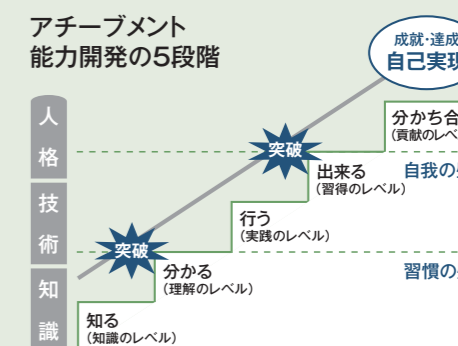 アチーブメント
能力開発の5段階
成就・達成
自己実現
人格
技術
知識
突破
突破
分かち合
(貢献のレベ
出来る
(習得のレベル)
自我の
行う
(実践のレベル)
分かる
(理解のレベル)
習慣の
知る
(知識のレベル)